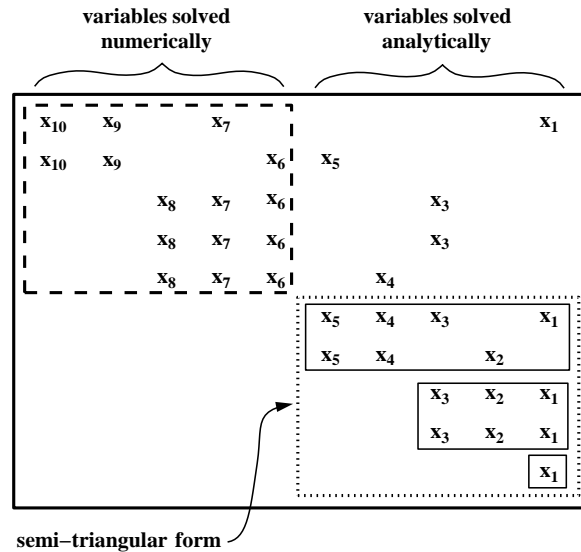 variables solved numerically
variables solved analytically
x₁₀ x₉ x₇ x₁
x₁₀ x₉ x₆ x₅
x₈ x₇ x₆ x₃
x₈ x₇ x₆ x₃
x₈ x₇ x₆ x₄
x₅ x₄ x₃ x₁
x₅ x₄ x₂
x₃ x₂ x₁
x₃ x₂ x₁
x₁
semi−triangular form